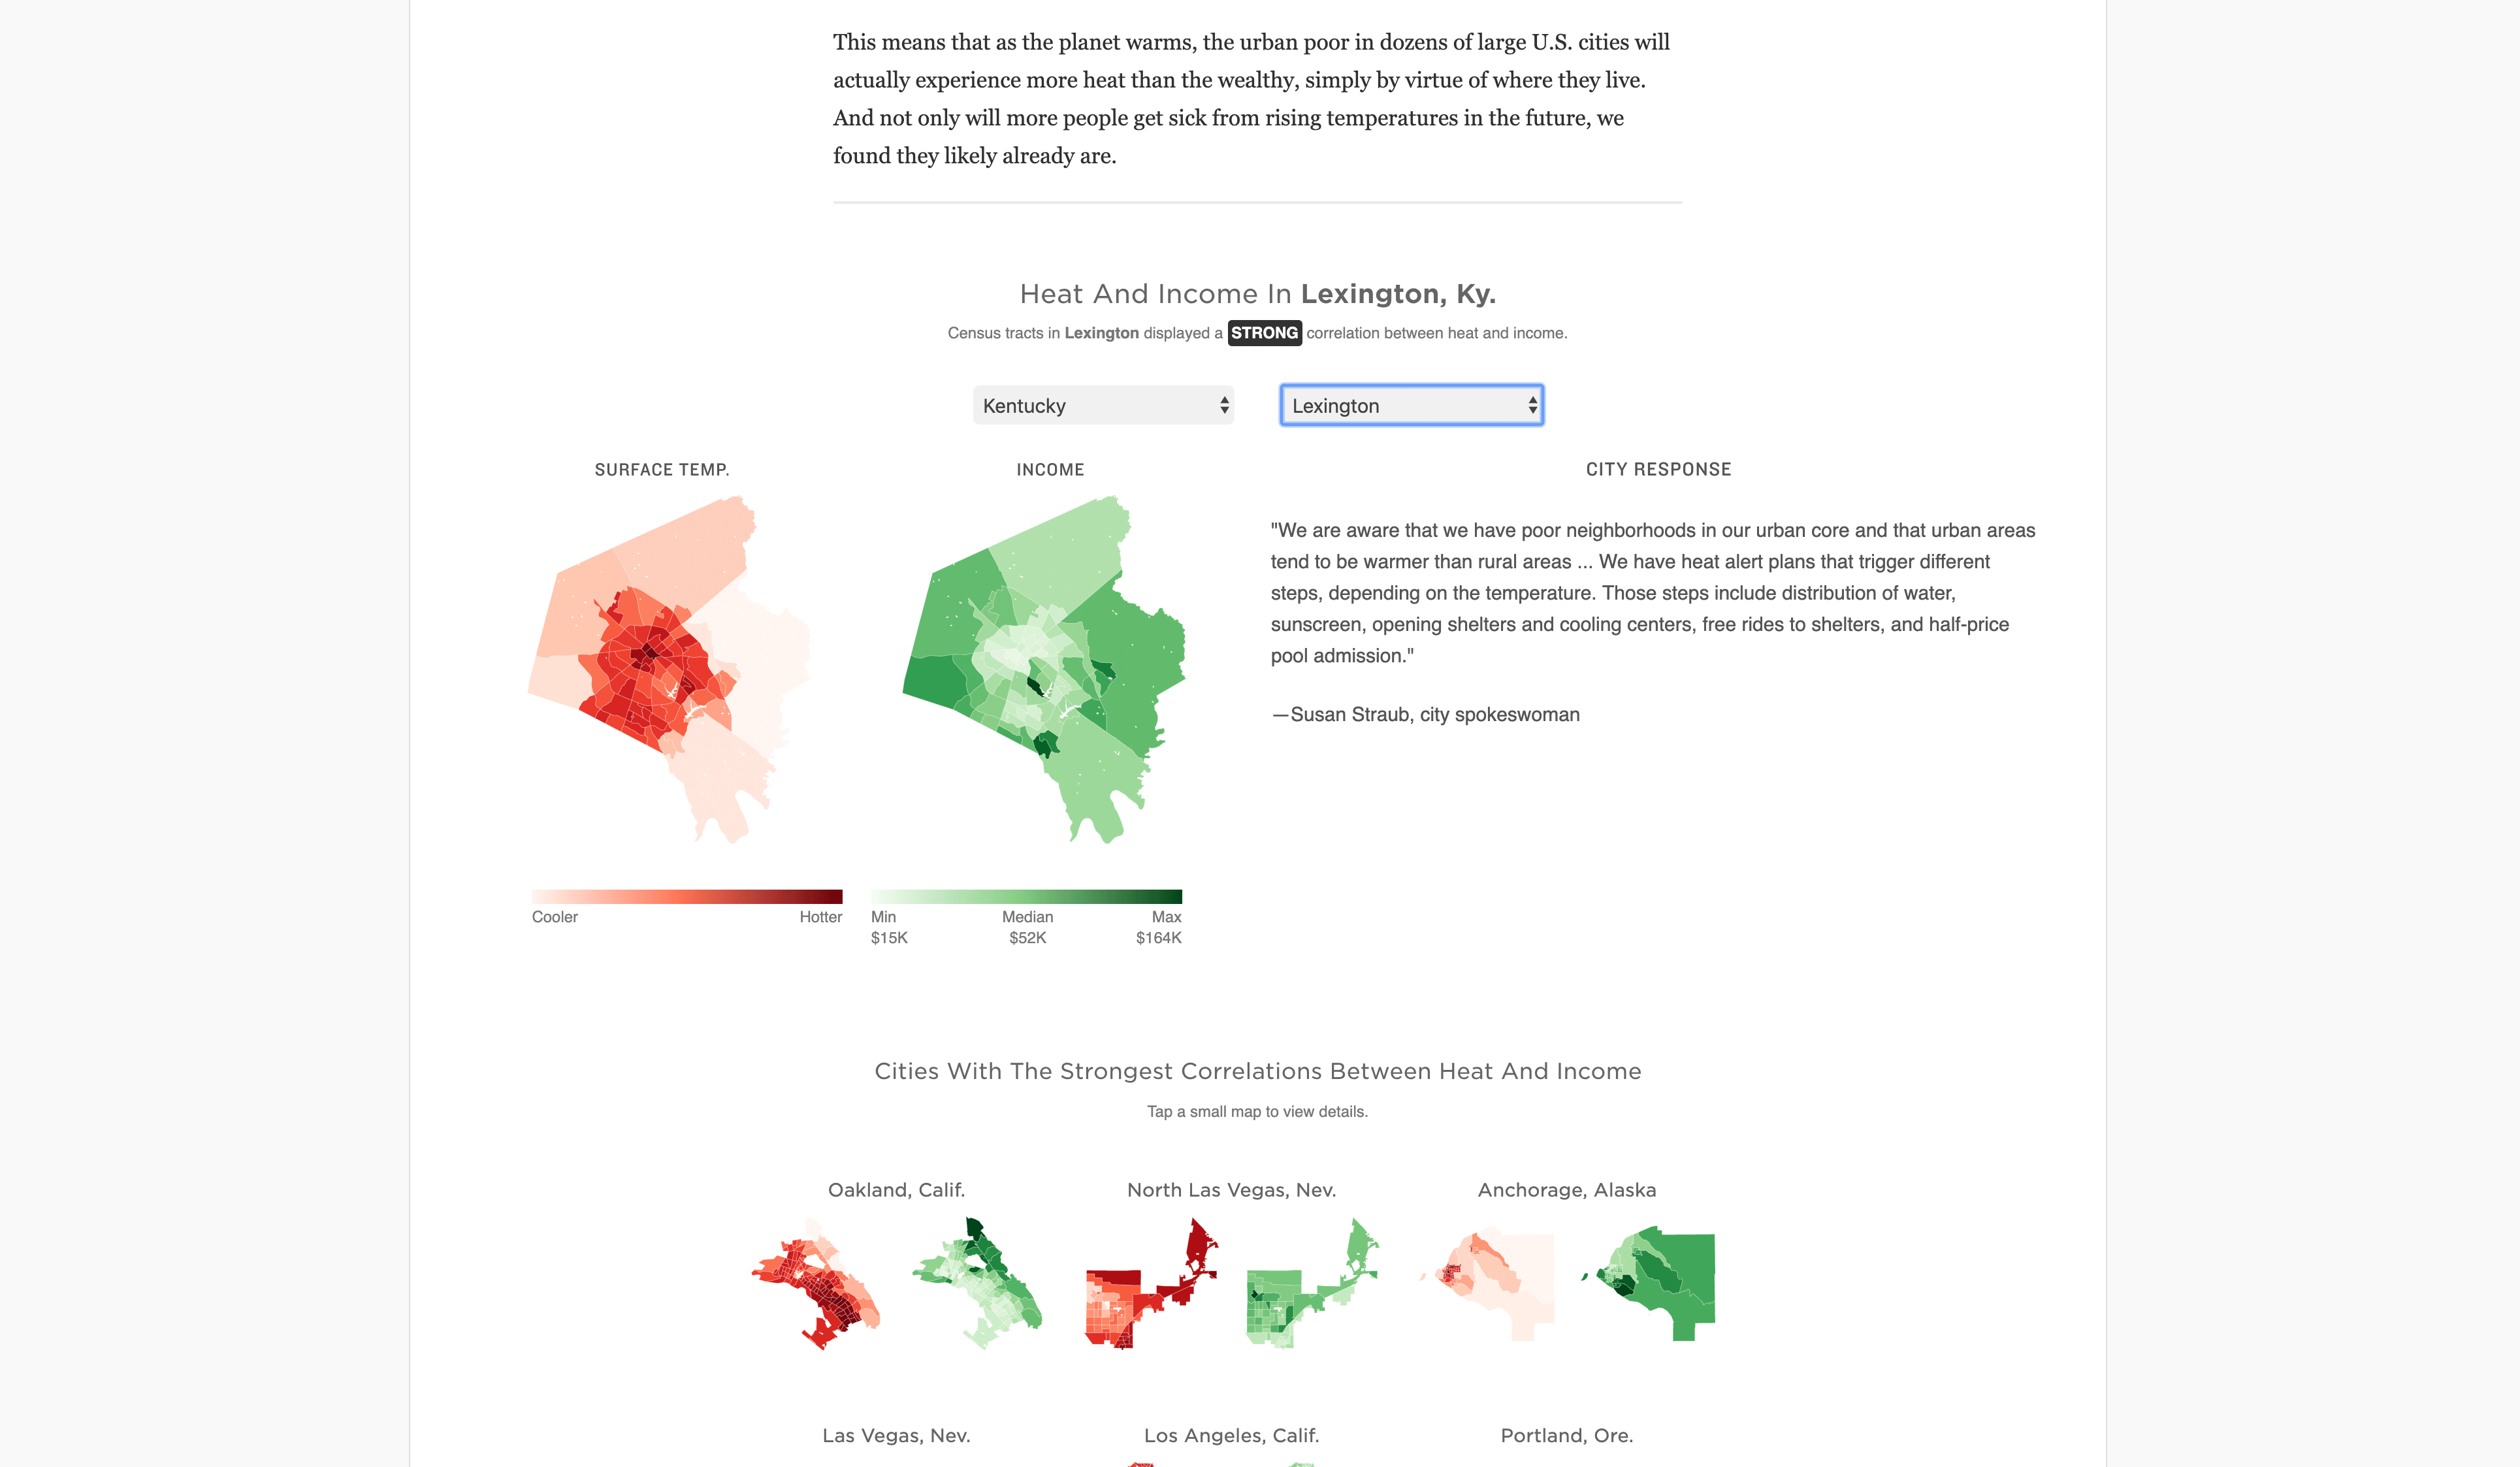 This means that as the planet warms, the urban poor in dozens of large U.S. cities will
actually experience more heat than the wealthy, simply by virtue of where they live.
And not only will more people get sick from rising temperatures in the future, we
found they likely already are.
Heat And Income In Lexington, Ky.
Census tracts in Lexington displayed a STRONG correlation between heat and income.
Kentucky
Lexington
SURFACE TEMP.
INCOME
CITY RESPONSE
"We are aware that we have poor neighborhoods in our urban core and that urban areas
tend to be warmer than rural areas ... We have heat alert plans that trigger different
steps, depending on the temperature. Those steps include distribution of water,
sunscreen, opening shelters and cooling centers, free rides to shelters, and half-price
pool admission."
—Susan Straub, city spokeswoman
Cooler Hotter
Min Median Max
$15K $52K $164K
Cities With The Strongest Correlations Between Heat And Income
Tap a small map to view details.
Oakland, Calif.
North Las Vegas, Nev.
Anchorage, Alaska
Las Vegas, Nev.
Los Angeles, Calif.
Portland, Ore.